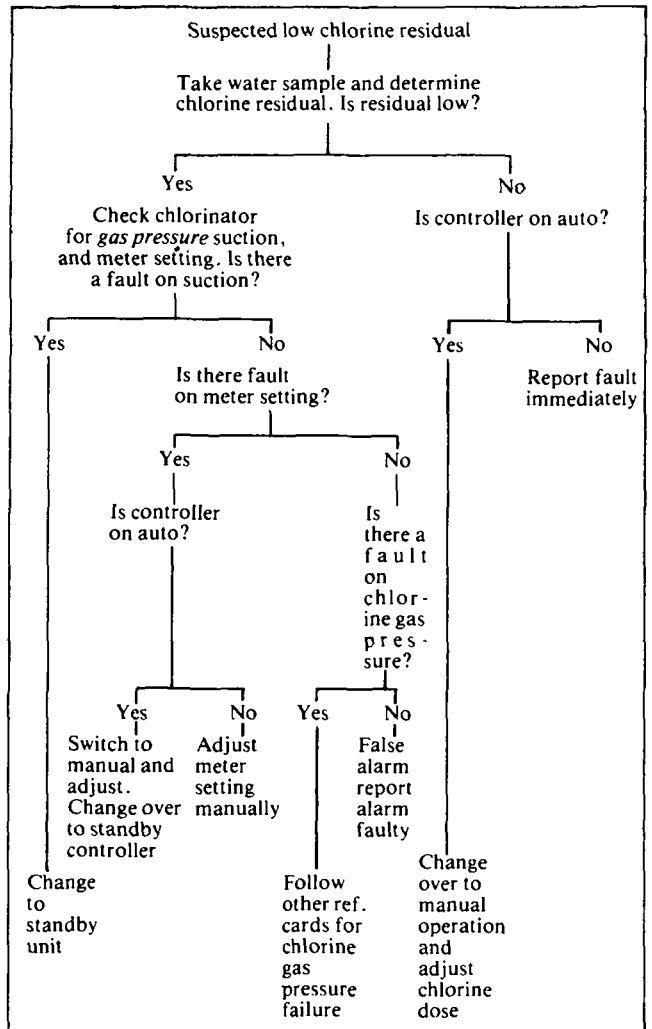 Suspected low chlorine residual
Take water sample and determine
chlorine residual. Is residual low?
Yes
No
Check chlorinator
for gas pressure suction,
and meter setting. Is there
a fault on suction?
Is controller on auto?
Yes
No
Yes
No
Is there fault
on meter setting?
Report fault
immediately
Yes
No
Is controller
on auto?
Is
there a
fault
on
chlor-
ine gas
pres-
sure?
Yes
No
Yes
No
Switch to
manual and
adjust.
Change over
to standby
controller
Adjust
meter
setting
manually
False
alarm
report
alarm
faulty
Change
to
standby
unit
Follow
other ref.
cards for
chlorine
gas
pressure
failure
Change
over to
manual
operation
and
adjust
chlorine
dose